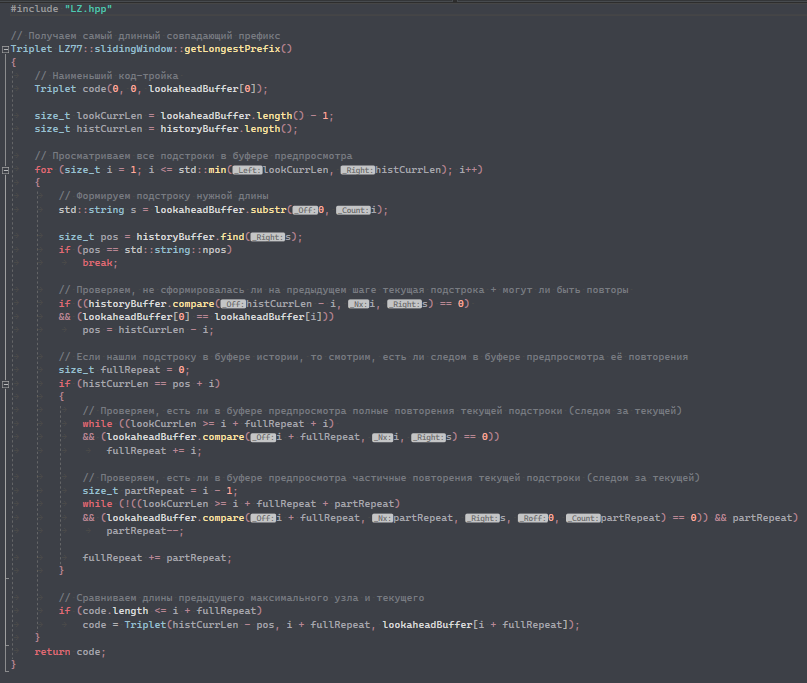 #include "LZ.hpp"
// Получаем самый длинный совпадающий префикс
Triplet LZ77::slidingWindow::getLongestPrefix()
{
// Наименьший код-тройка
Triplet code(0, 0, lookaheadBuffer[0]);
size_t lookCurrLen = lookaheadBuffer.length() - 1;
size_t histCurrLen = historyBuffer.length();
// Просматриваем все подстроки в буфере предпросмотра
for (size_t i = 1; i <= std::min(_Left:lookCurrLen, _Right:histCurrLen); i++)
{
// Формируем подстроку нужной длины
std::string s = lookaheadBuffer.substr(_Off:0, _Count:i);
size_t pos = historyBuffer.find(_Right:s);
if (pos == std::string::npos)
break;
// Проверяем, не сформировалась ли на предыдущем шаге текущая подстрока + могут ли быть повторы
if ((historyBuffer.compare(_Off:histCurrLen - i, _Nx:i, _Right:s) == 0)
&& (lookaheadBuffer[0] == lookaheadBuffer[i]))
pos = histCurrLen - i;
// Если нашли подстроку в буфере истории, то смотрим, есть ли следом в буфере предпросмотра её повторения
size_t fullRepeat = 0;
if (histCurrLen == pos + i)
{
// Проверяем, есть ли в буфере предпросмотра полные повторения текущей подстроки (следом за текущей)
while ((lookCurrLen >= i + fullRepeat + i)
&& (lookaheadBuffer.compare(_Off:i + fullRepeat, _Nx:i, _Right:s) == 0))
fullRepeat += i;
// Проверяем, есть ли в буфере предпросмотра частичные повторения текущей подстроки (следом за текущей)
size_t partRepeat = i - 1;
while (!((lookCurrLen >= i + fullRepeat + partRepeat)
&& (lookaheadBuffer.compare(_Off:i + fullRepeat, _Nx:partRepeat, _Right:s, _Roff:0, _Count:partRepeat) == 0)) && partRepeat)
partRepeat--;
fullRepeat += partRepeat;
}
// Сравниваем длины предыдущего максимального узла и текущего
if (code.length <= i + fullRepeat)
code = Triplet(histCurrLen - pos, i + fullRepeat, lookaheadBuffer[i + fullRepeat]);
}
return code;
}